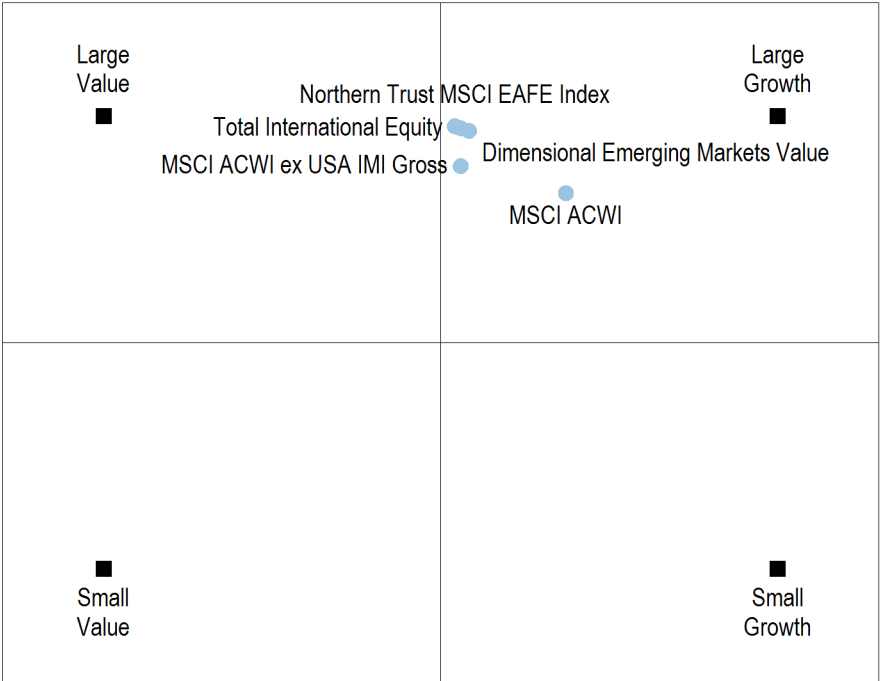 Large
Value
Large
Growth
Northern Trust MSCI EAFE Index
Total International Equity
Dimensional Emerging Markets Value
MSCI ACWI ex USA IMI Gross
MSCI ACWI
Small
Value
Small
Growth